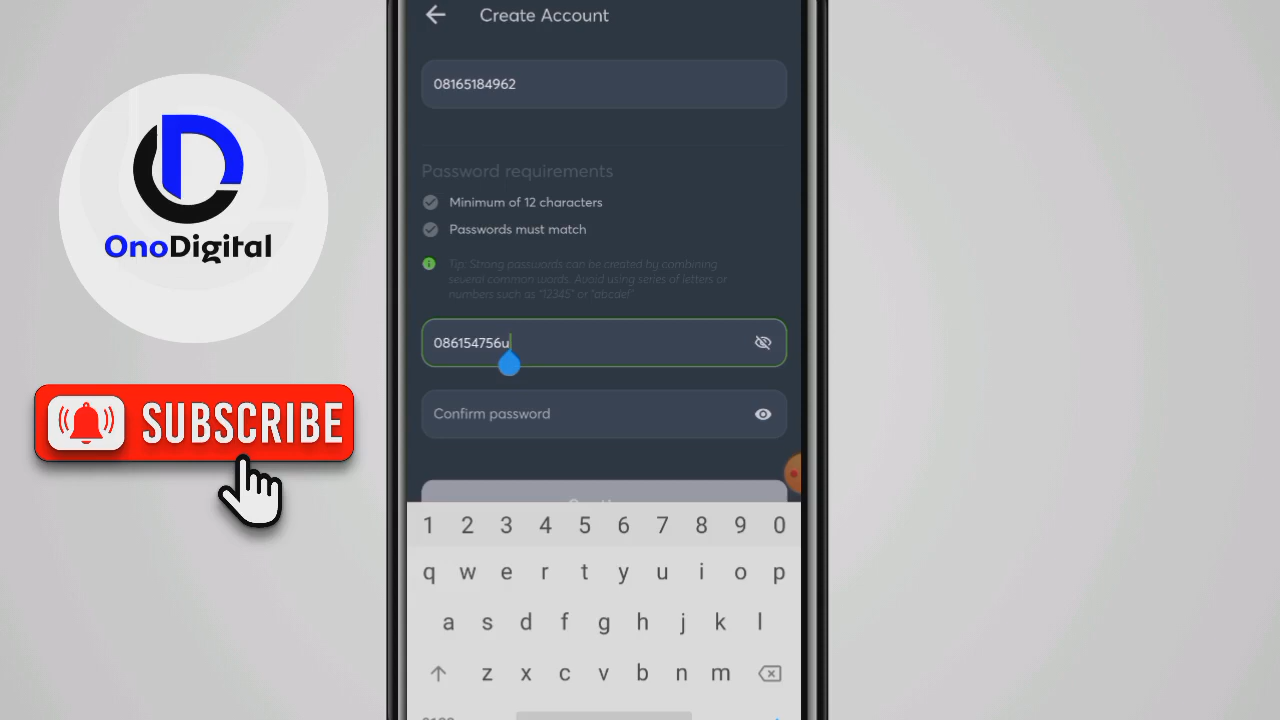 Create Account
08165184962
Password requirements
Minimum of 12 characters
Passwords must match
Tip: Strong passwords can be created by combining
several common words. Avoid using series of letters or
numbers such as "12345" or "abcdef"
086154756u
Confirm password
OnoDigital
SUBSCRIBE
1 2 3 4 5 6 7 8 9 0
q w e r t y u i o p
a s d f g h j k l
z x c v b n m